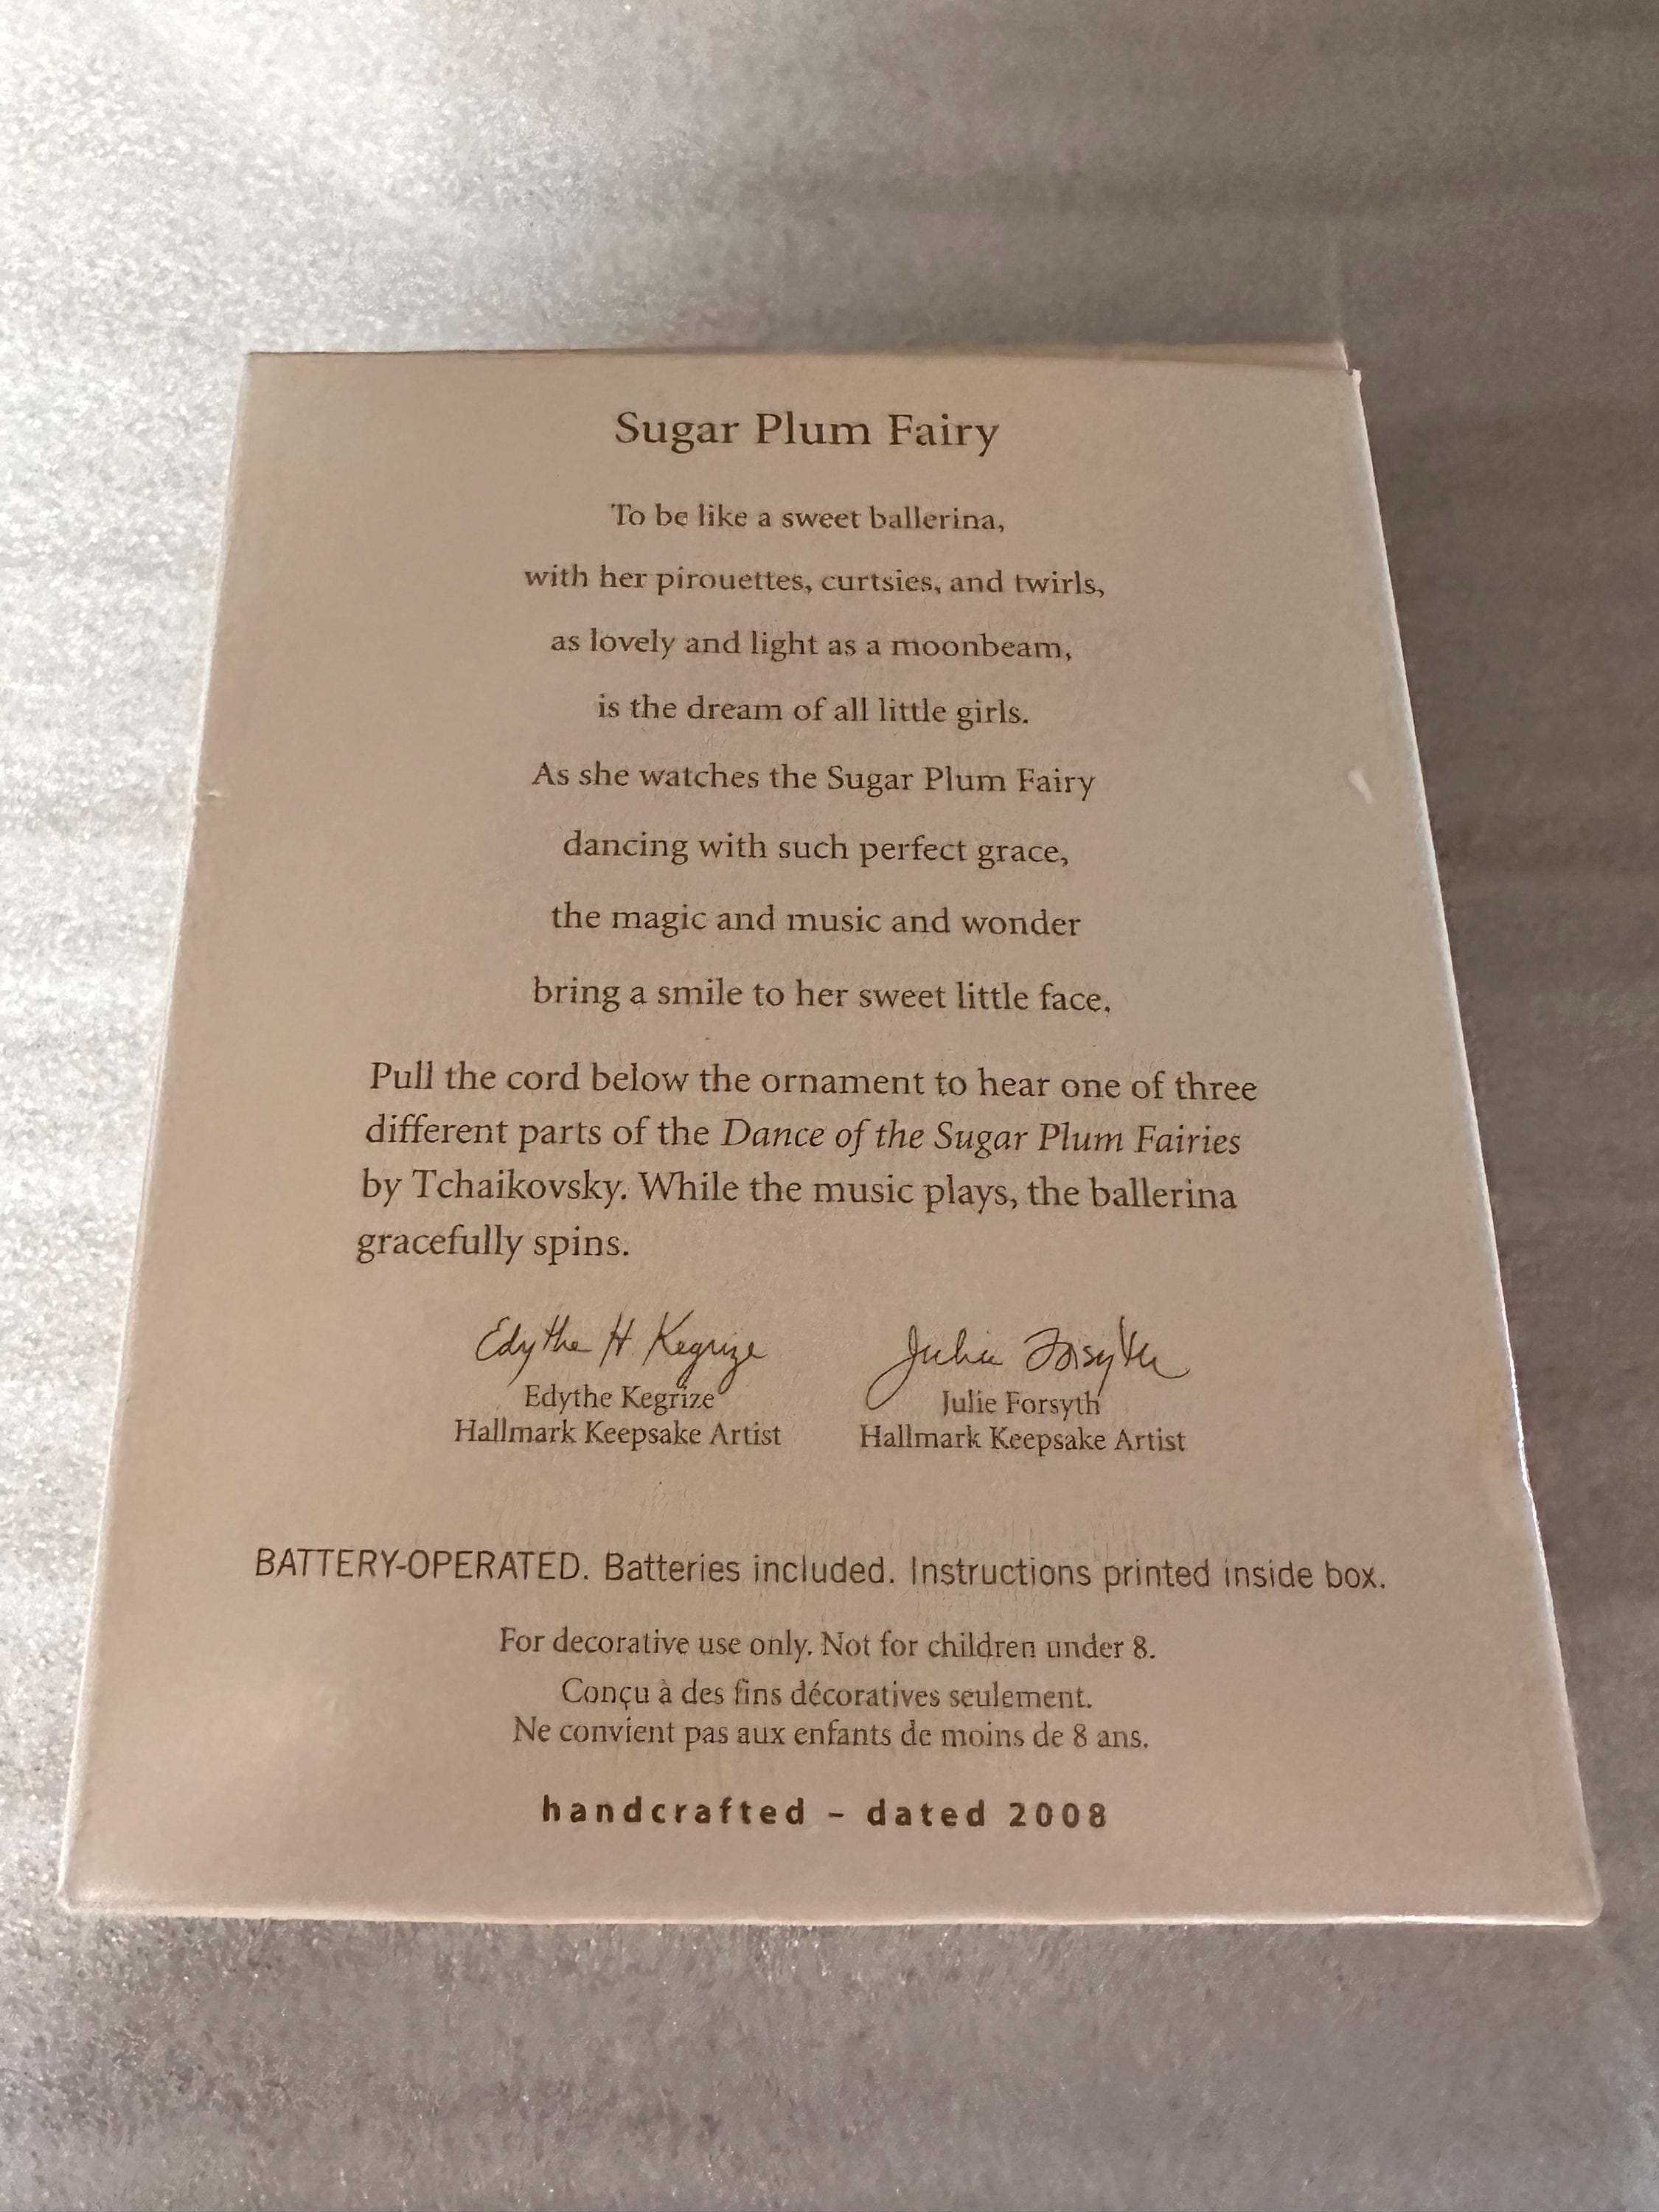 Sugar Plum Fairy
To be like a sweet ballerina,
with her pirouettes, curtsies, and twirls,
as lovely and light as a moonbeam,
is the dream of all little girls.
As she watches the Sugar Plum Fairy
dancing with such perfect grace,
the magic and music and wonder
bring a smile to her sweet little face.
Pull the cord below the ornament to hear one of three
different parts of the Dance of the Sugar Plum Fairies
by Tchaikovsky. While the music plays, the ballerina
gracefully spins.
Edythe H. Kegrize Julie Forsyth
Edythe Kegrize Julie Forsyth
Hallmark Keepsake Artist Hallmark Keepsake Artist
BATTERY-OPERATED. Batteries included. Instructions printed inside box.
For decorative use only. Not for children under 8.
Conçu à des fins décoratives seulement.
Ne convient pas aux enfants de moins de 8 ans.
handcrafted – dated 2008